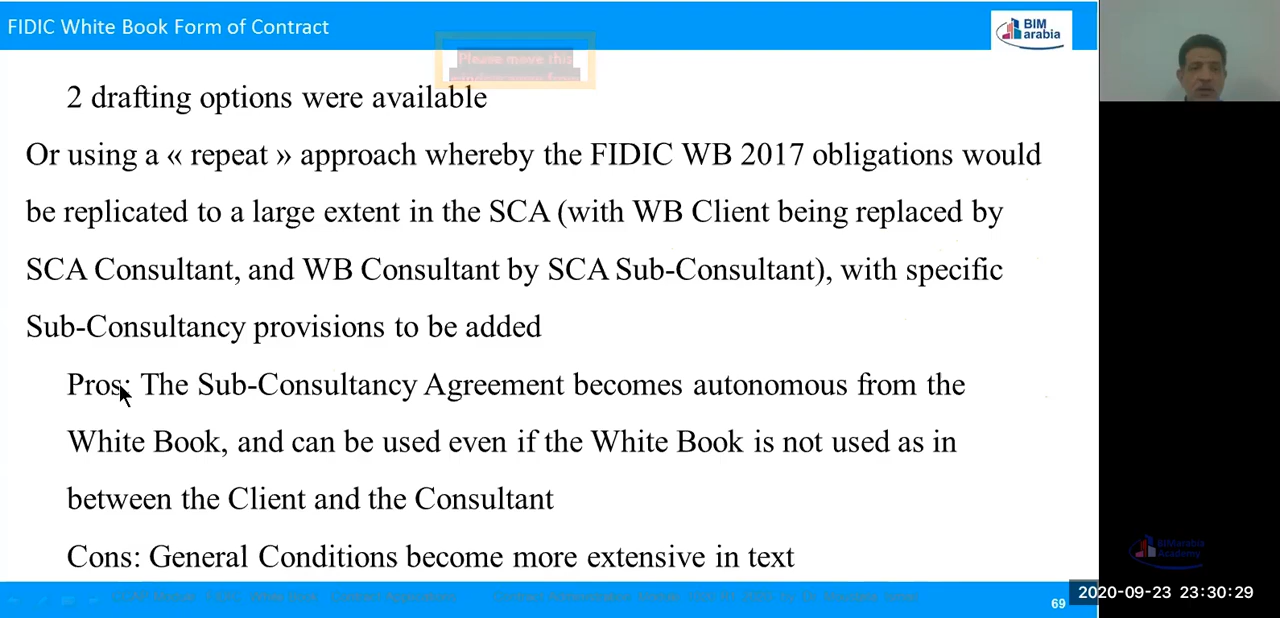 FIDIC White Book Form of Contract
BIM
arabia
Please move this
2 drafting options were available
Or using a « repeat » approach whereby the FIDIC WB 2017 obligations would
be replicated to a large extent in the SCA (with WB Client being replaced by
SCA Consultant, and WB Consultant by SCA Sub-Consultant), with specific
Sub-Consultancy provisions to be added
Pros: The Sub-Consultancy Agreement becomes autonomous from the
White Book, and can be used even if the White Book is not used as in
between the Client and the Consultant
Cons: General Conditions become more extensive in text
BIMarabia
Academy
69
2020-09-23 23:30:29